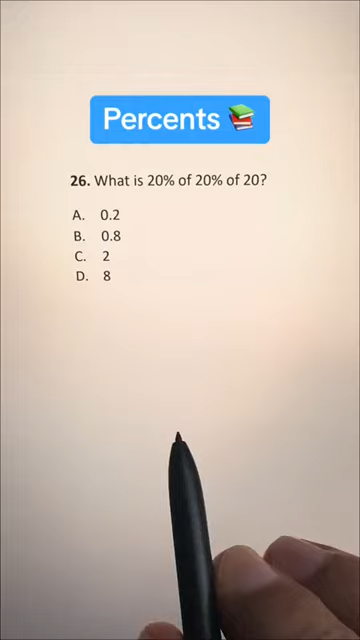 Percents 📚
26. What is 20% of 20% of 20?
A. 0.2
B. 0.8
C. 2
D. 8